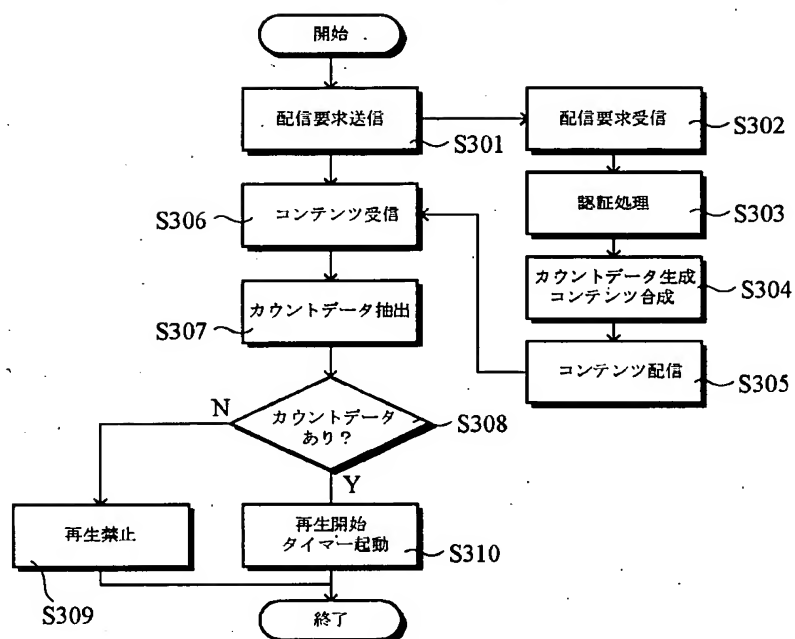 開始
配信要求送信
S301
配信要求受信
S302
認証処理
S303
カウントデータ生成
コンテンツ合成
S304
コンテンツ配信
S305
S306
コンテンツ受信
S307
カウントデータ抽出
カウントデータ
あり？
S308
N
Y
再生禁止
S309
再生開始
タイマー起動
S310
終了